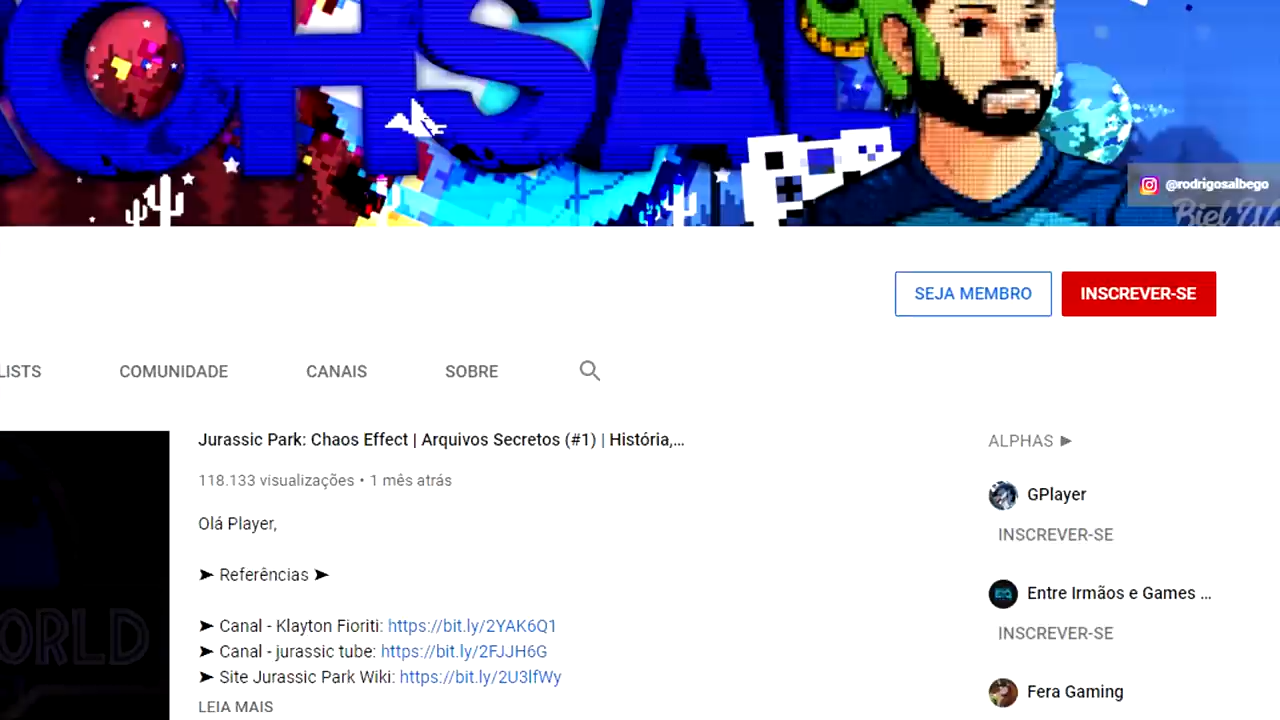 OHSA
@rodrigosalbego
Biel
SEJA MEMBRO
INSCREVER-SE
LISTS
COMUNIDADE
CANAIS
SOBRE
Jurassic Park: Chaos Effect | Arquivos Secretos (#1) | História,...
118.133 visualizações • 1 mês atrás
Olá Player,
➤ Referências ➤
➤ Canal - Klayton Fioriti: https://bit.ly/2YAK6Q1
➤ Canal - jurassic tube: https://bit.ly/2FJJH6G
➤ Site Jurassic Park Wiki: https://bit.ly/2U3lfWy
LEIA MAIS
ORLD
ALPHAS ▶
GPlayer
INSCREVER-SE
Entre Irmãos e Games ...
INSCREVER-SE
Fera Gaming